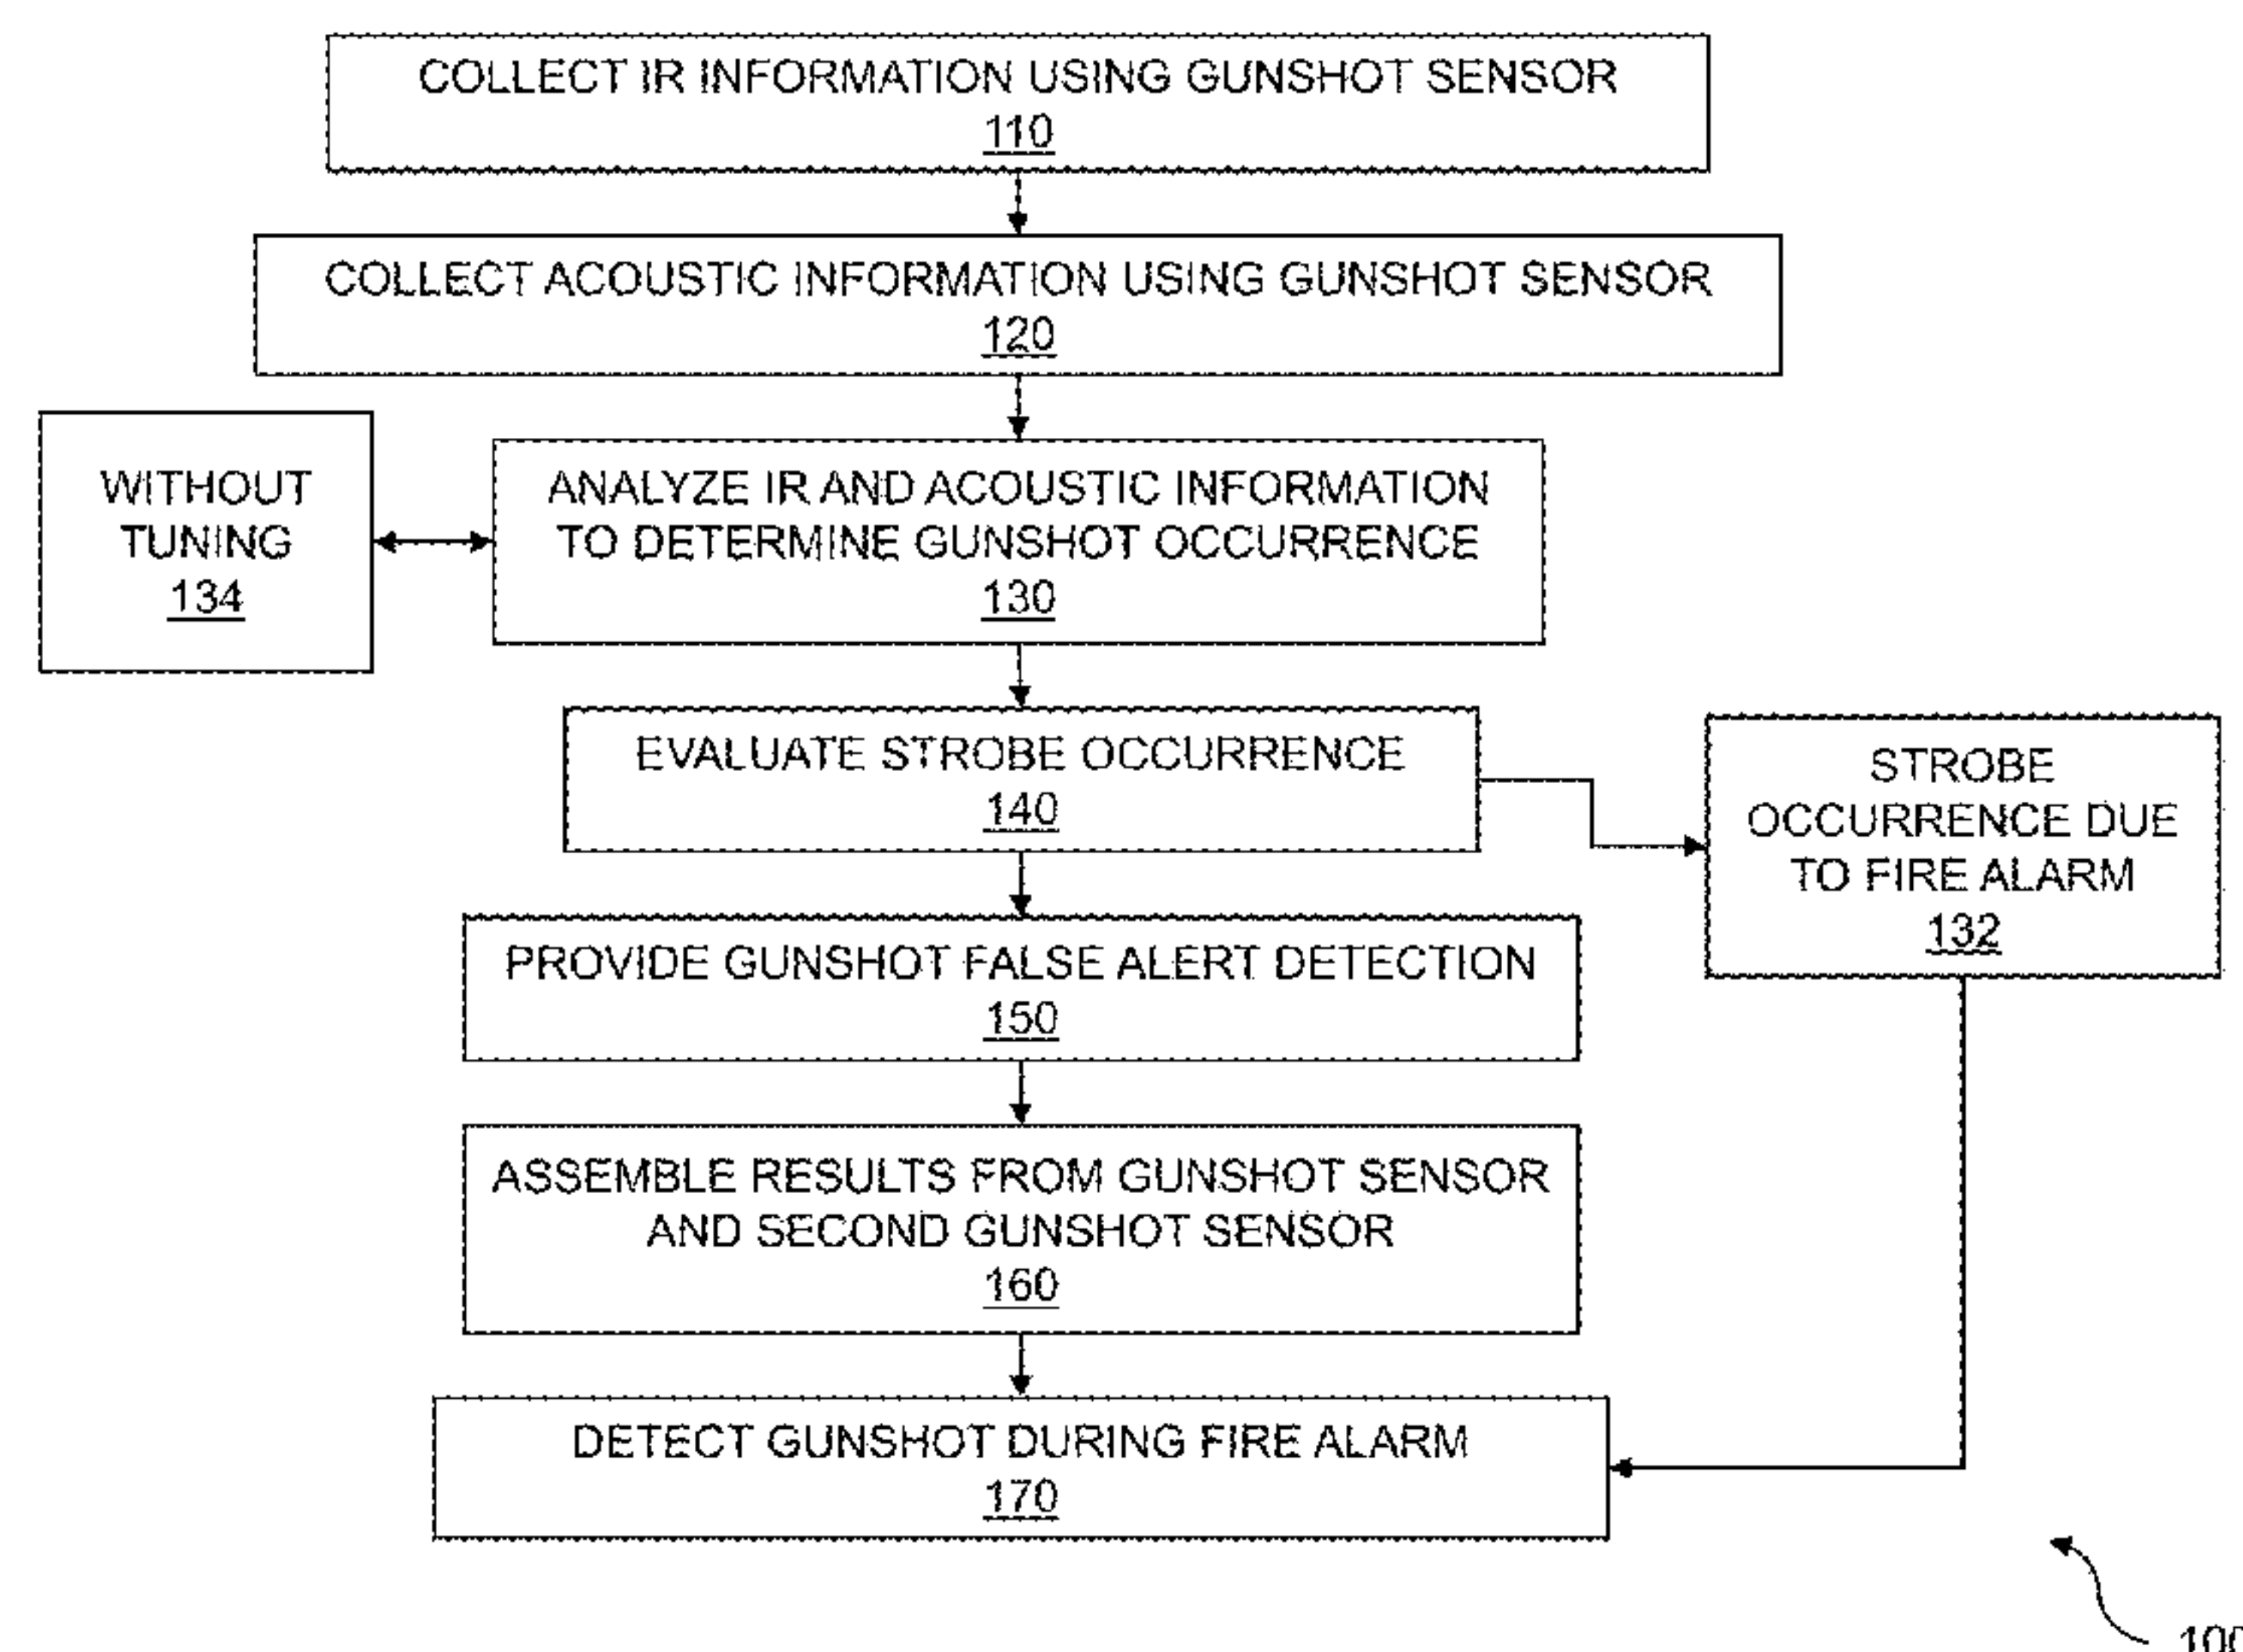 COLLECT IR INFORMATION USING GUNSHOT SENSOR
110
COLLECT ACOUSTIC INFORMATION USING GUNSHOT SENSOR
120
WITHOUT
TUNING
134
ANALYZE IR AND ACOUSTIC INFORMATION
TO DETERMINE GUNSHOT OCCURRENCE
130
EVALUATE STROBE OCCURRENCE
140
STROBE
OCCURRENCE DUE
TO FIRE ALARM
132
PROVIDE GUNSHOT FALSE ALERT DETECTION
150
ASSEMBLE RESULTS FROM GUNSHOT SENSOR
AND SECOND GUNSHOT SENSOR
160
DETECT GUNSHOT DURING FIRE ALARM
170
100